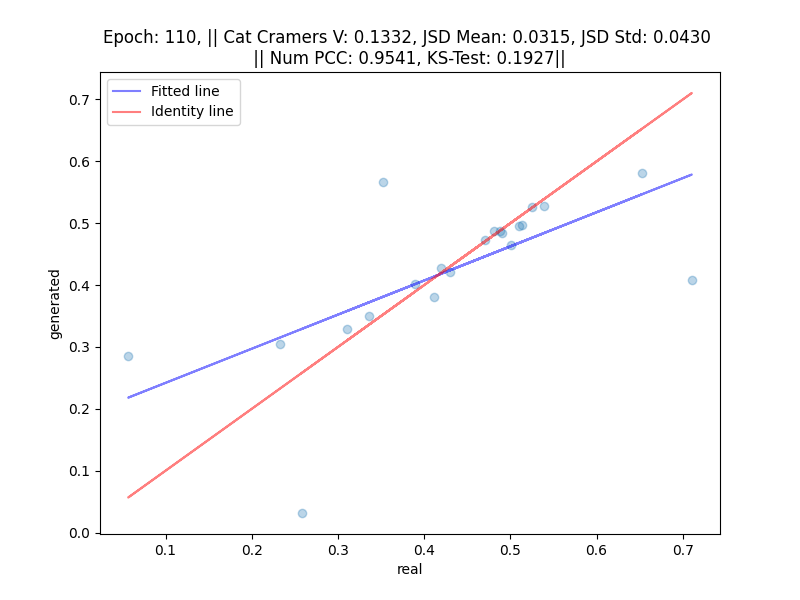 Epoch: 110, || Cat Cramers V: 0.1332, JSD Mean: 0.0315, JSD Std: 0.0430
|| Num PCC: 0.9541, KS-Test: 0.1927||
Fitted line
Identity line
0.7
0.6
0.5
0.4
0.3
0.2
0.1
0.0
generated
0.1 0.2 0.3 0.4 0.5 0.6 0.7
real